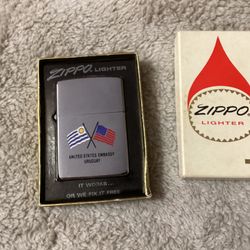 ZIPPO LIGHTER
UNITED STATES EMBASSY
URUGUAY
IT WORKS...
OR WE FIX IT FREE
ZIPPO
LIGHTER